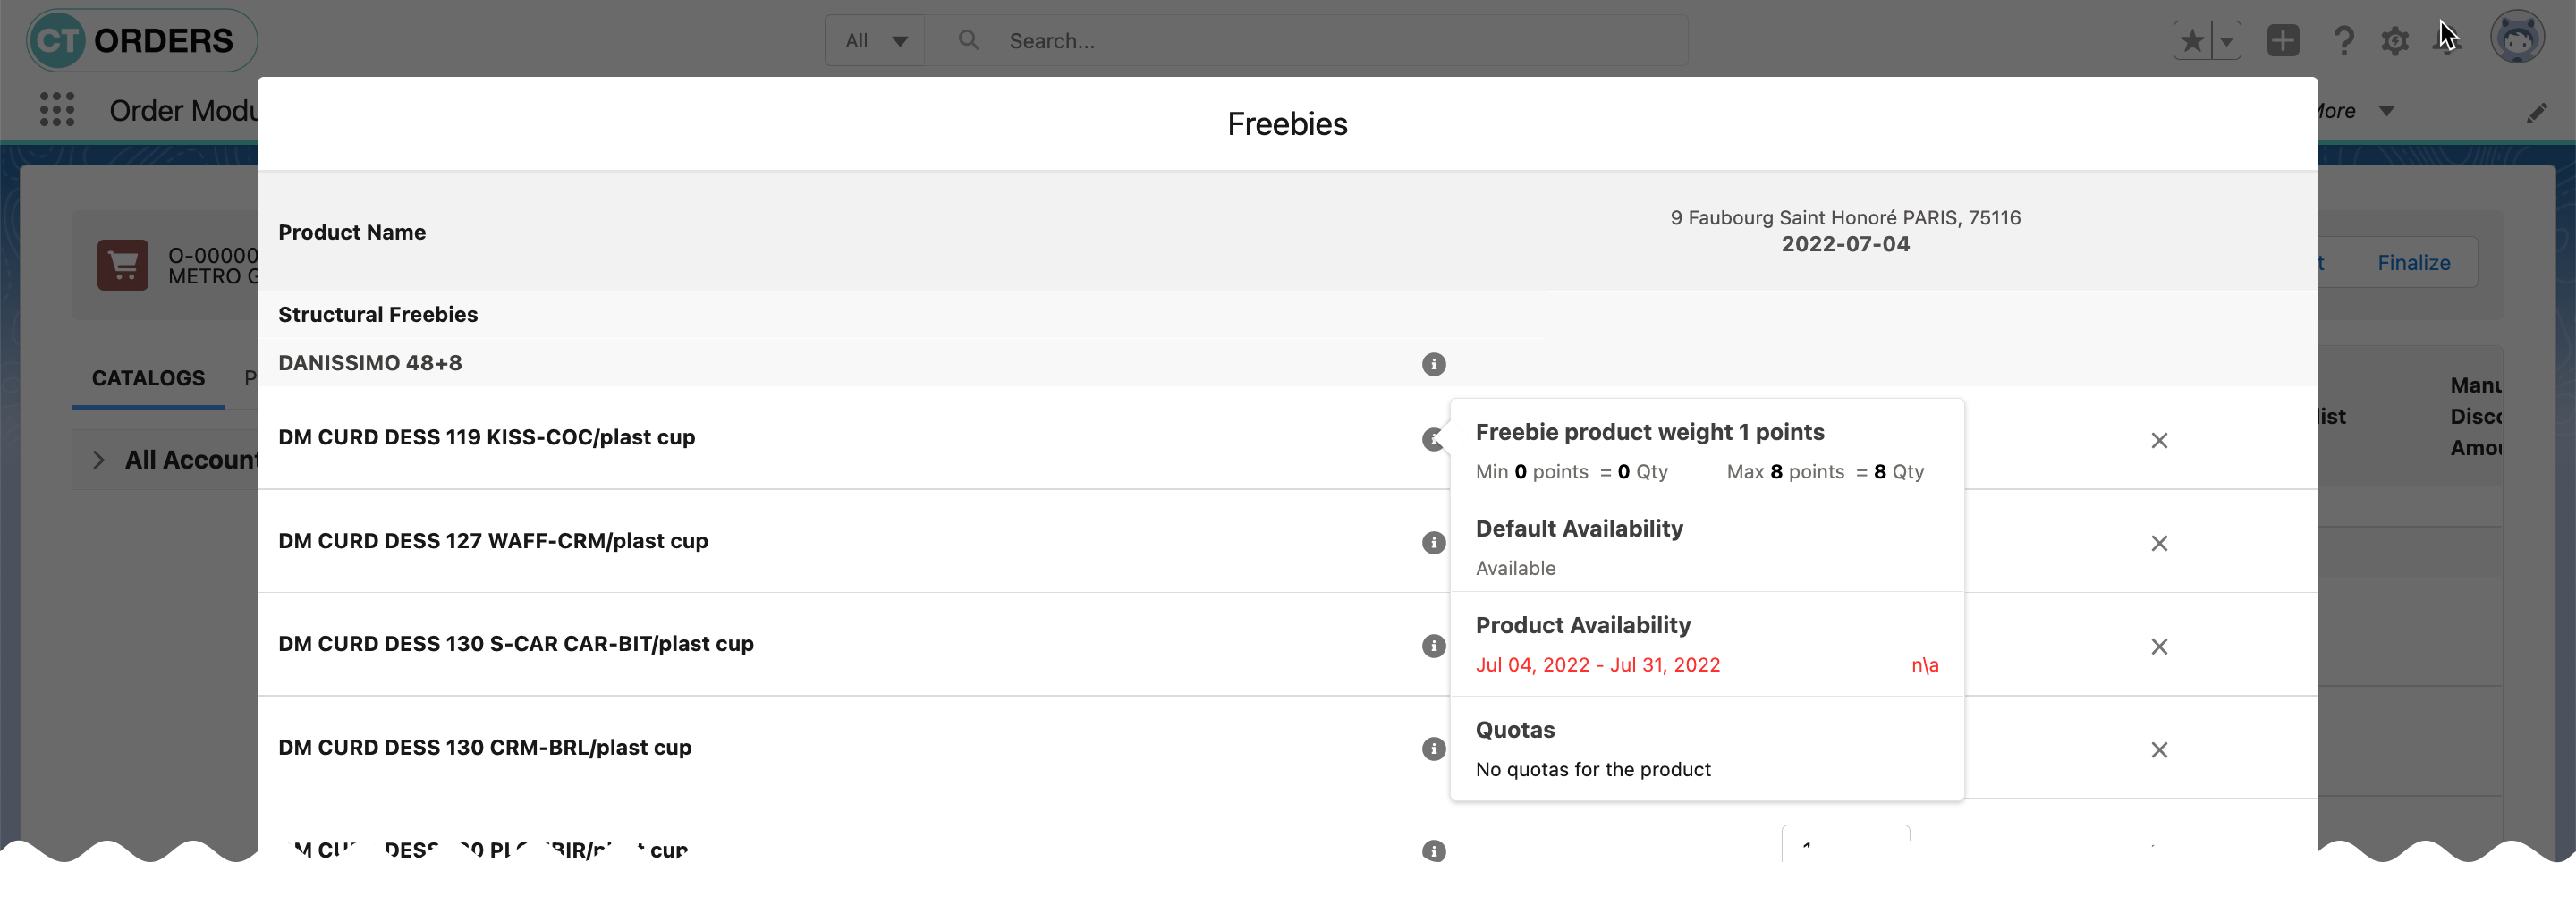 CT ORDERS
All
Search...
Order Modu
More
Freebies
Product Name
9 Faubourg Saint Honoré PARIS, 75116
2022-07-04
O-00000
METRO G
t
Finalize
Structural Freebies
DANISSIMO 48+8
CATALOGS P
Manu
list
Disco
Amou
All Account
DM CURD DESS 119 KISS-COC/plast cup
Freebie product weight 1 points
Min 0 points = 0 Qty Max 8 points = 8 Qty
DM CURD DESS 127 WAFF-CRM/plast cup
Default Availability
Available
DM CURD DESS 130 S-CAR CAR-BIT/plast cup
Product Availability
Jul 04, 2022 - Jul 31, 2022 n\a
DM CURD DESS 130 CRM-BRL/plast cup
Quotas
No quotas for the product
cup